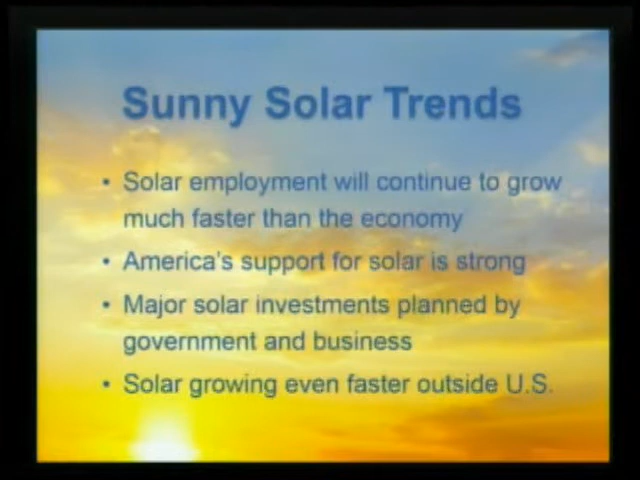 Sunny Solar Trends
• Solar employment will continue to grow
much faster than the economy
• America's support for solar is strong
• Major solar investments planned by
government and business
• Solar growing even faster outside U.S.